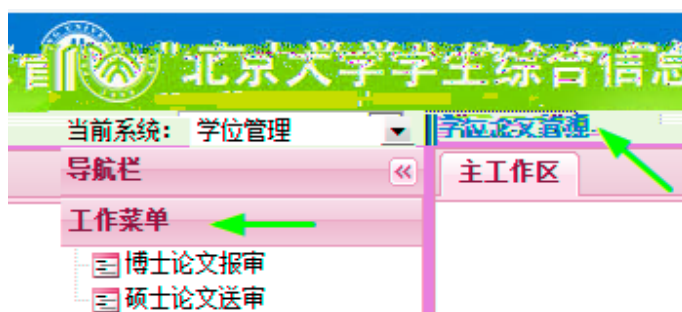 北京大学学生综合信息
当前系统： 学位管理 学位论文管理
导航栏 主工作区
工作菜单
博士论文报审
硕士论文送审